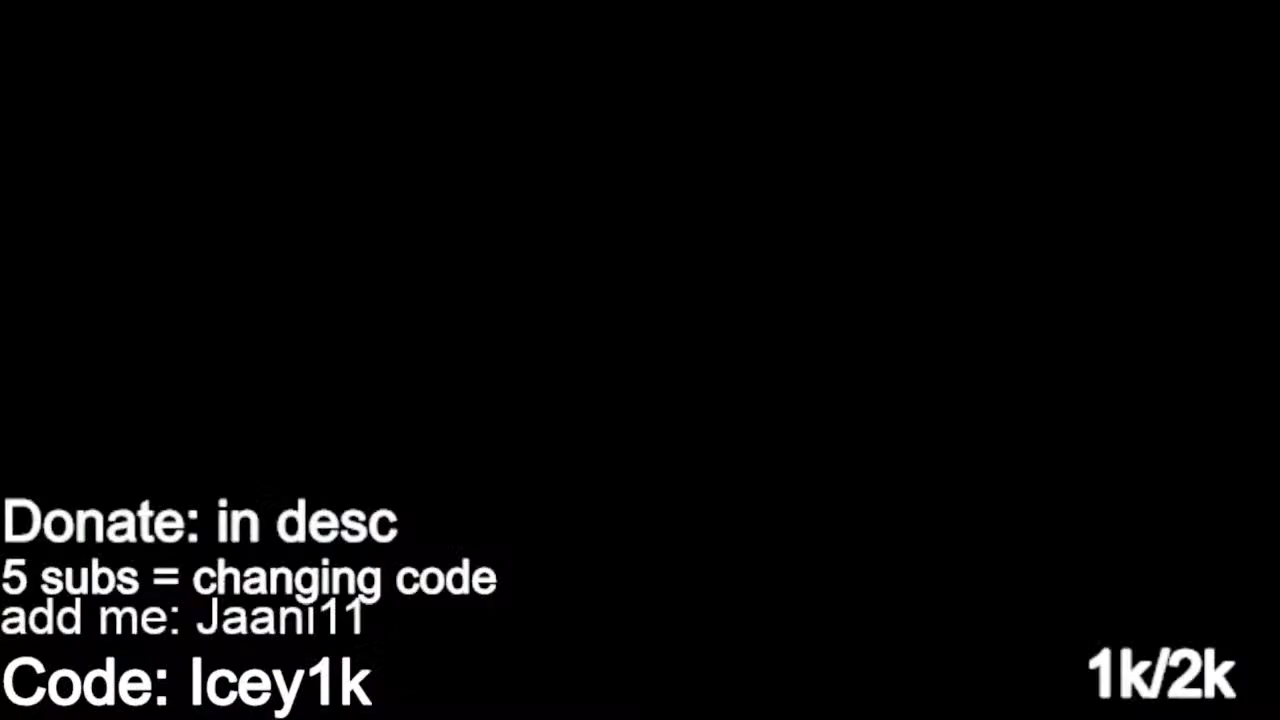 Donate: in desc
5 subs = changing code
add me: Jaani11
Code: Icey1k
1k/2k